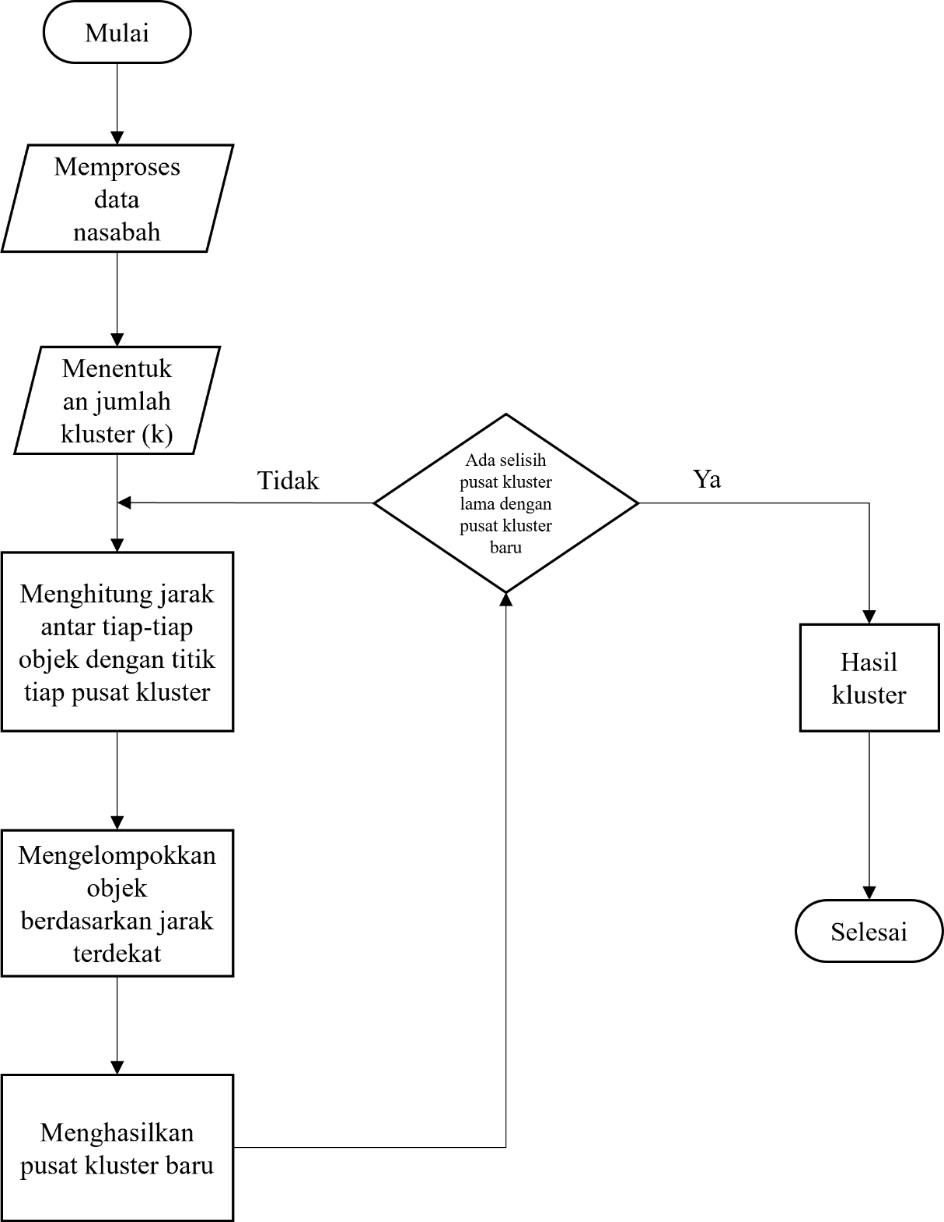 Mulai
Memproses
data
nasabah
Menentuk
an jumlah
kluster (k)
Tidak
Ada selisih
pusat kluster
lama dengan
pusat kluster
baru
Ya
Menghitung jarak
antar tiap-tiap
objek dengan titik
tiap pusat kluster
Hasil
kluster
Mengelompokkan
objek
berdasarkan jarak
terdekat
Selesai
Menghasilkan
pusat kluster baru